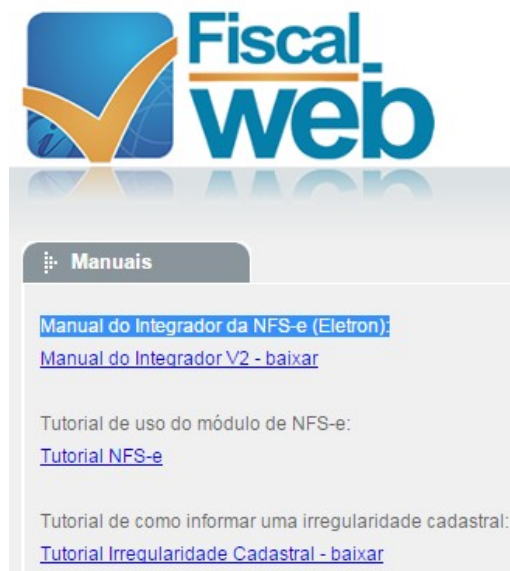 Fiscal
web
Manuais
Manual do Integrador da NFS-e (Eletron):
Manual do Integrador V2 - baixar
Tutorial de uso do módulo de NFS-e:
Tutorial NFS-e
Tutorial de como informar uma irregularidade cadastral:
Tutorial Irregularidade Cadastral - baixar